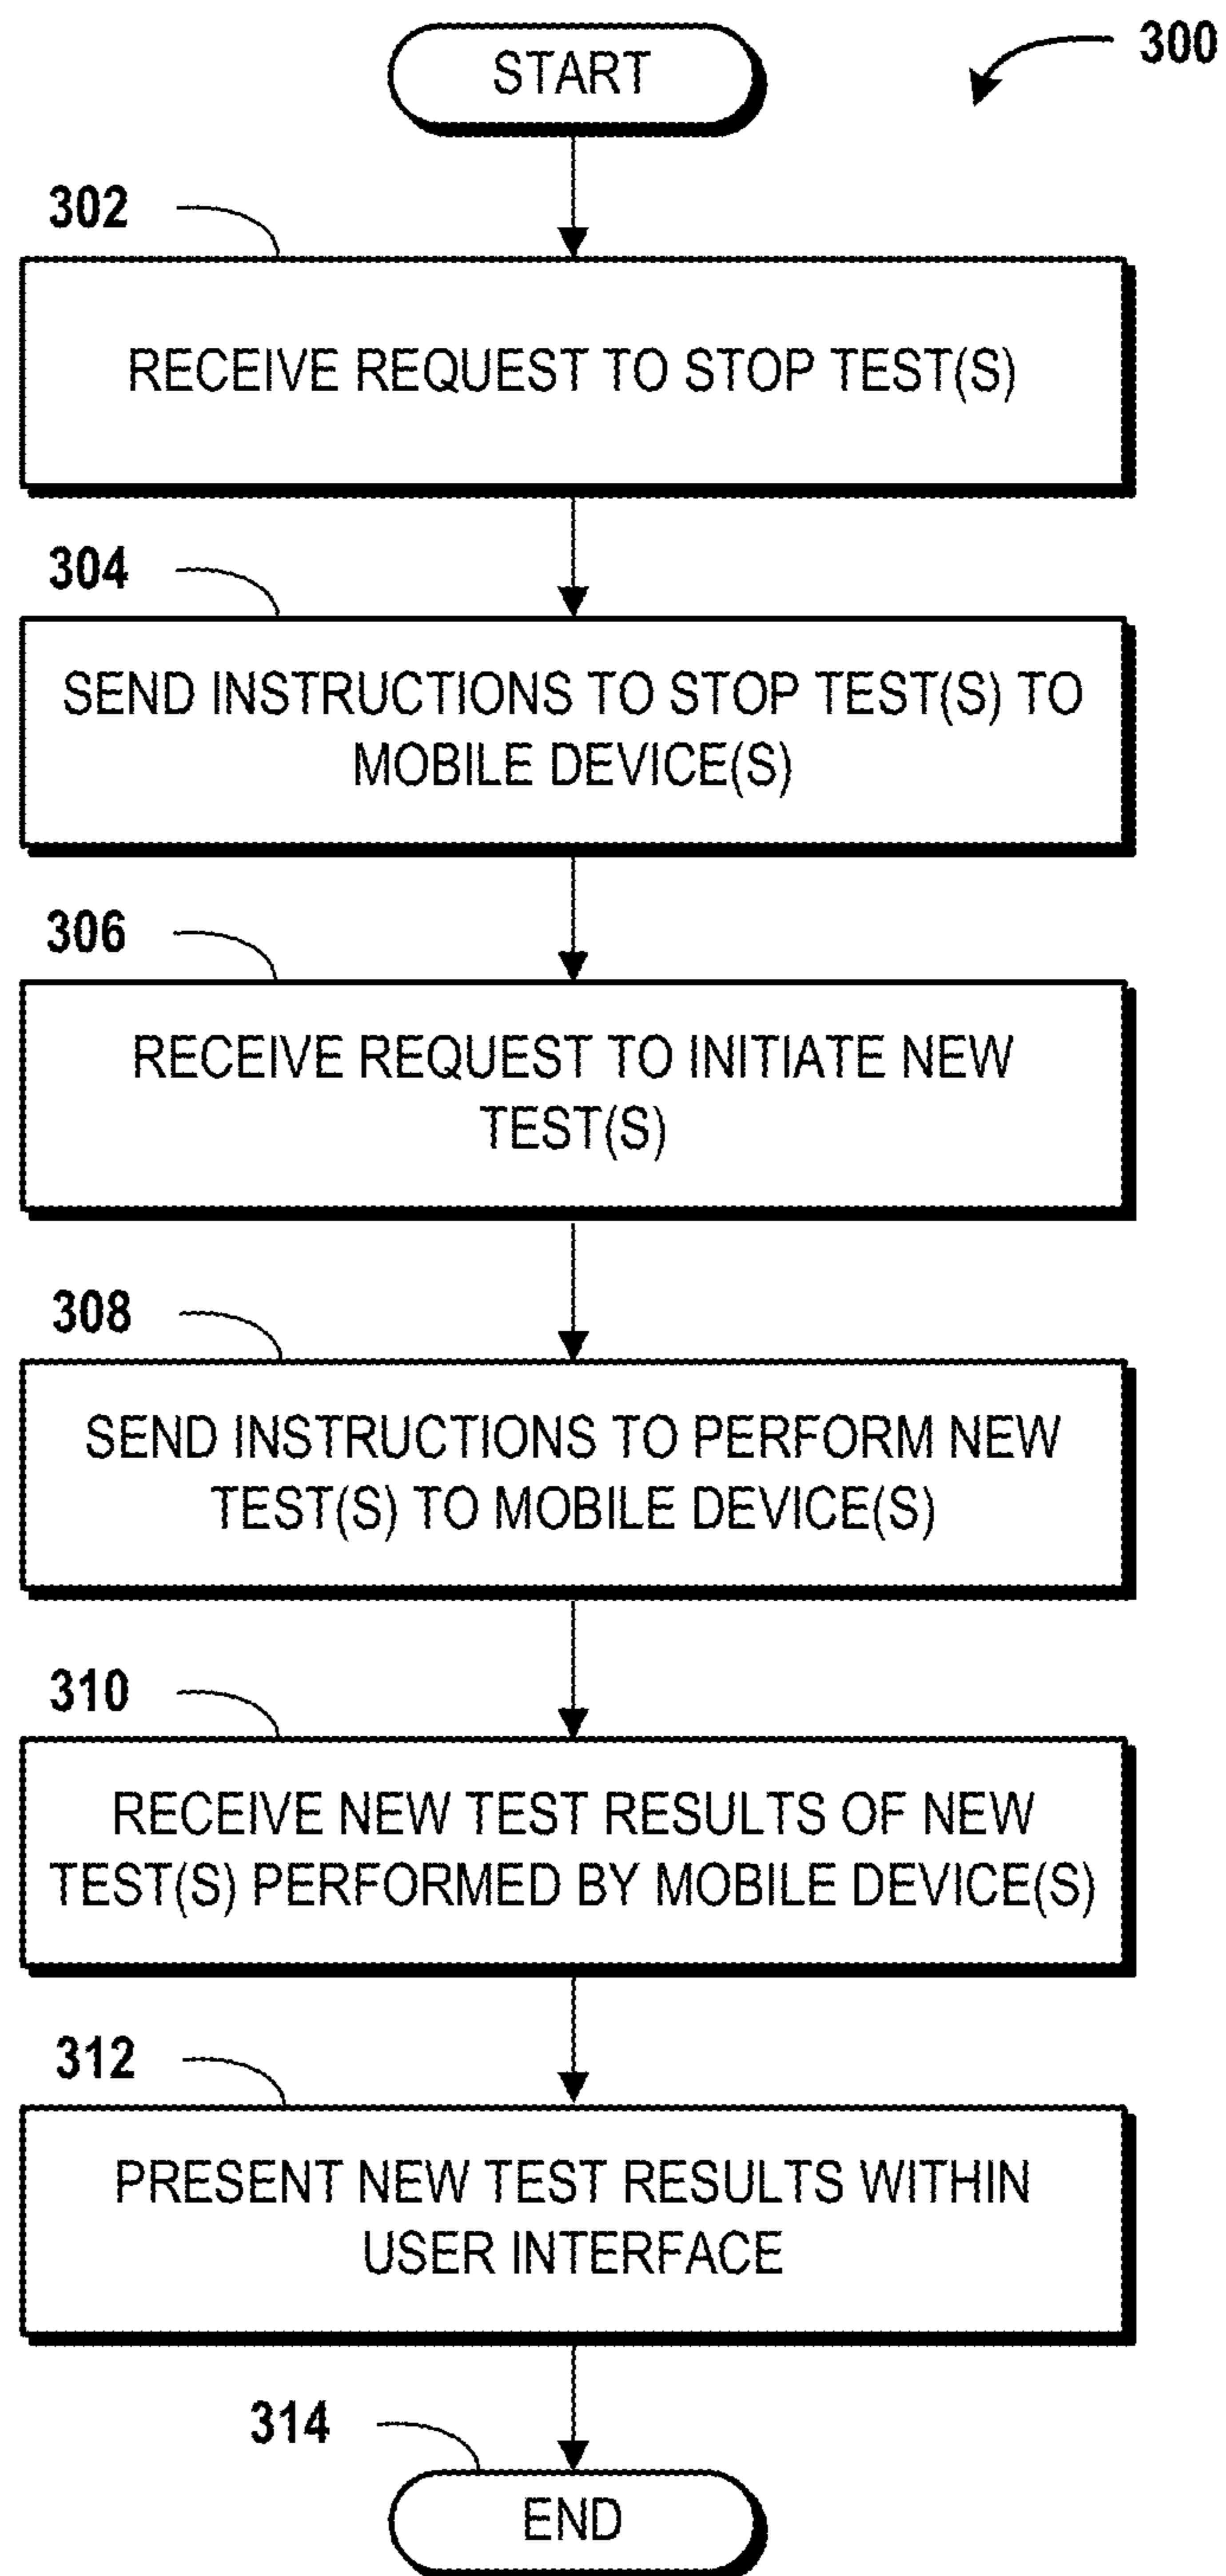 START
300
302
RECEIVE REQUEST TO STOP TEST(S)
304
SEND INSTRUCTIONS TO STOP TEST(S) TO
MOBILE DEVICE(S)
306
RECEIVE REQUEST TO INITIATE NEW
TEST(S)
308
SEND INSTRUCTIONS TO PERFORM NEW
TEST(S) TO MOBILE DEVICE(S)
310
RECEIVE NEW TEST RESULTS OF NEW
TEST(S) PERFORMED BY MOBILE DEVICE(S)
312
PRESENT NEW TEST RESULTS WITHIN
USER INTERFACE
314
END